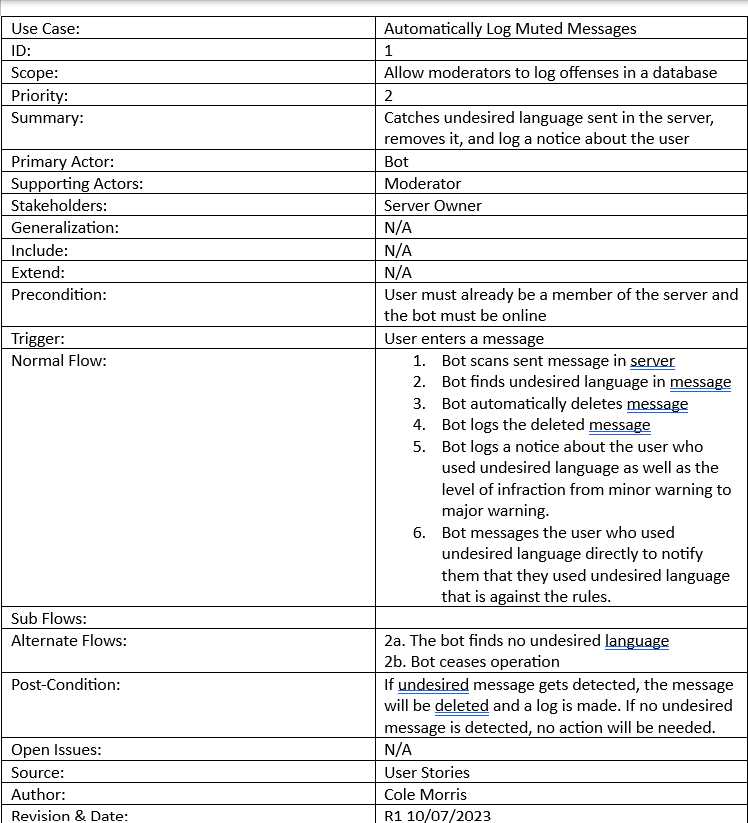 Use Case: Automatically Log Muted Messages
ID: 1
Scope: Allow moderators to log offenses in a database
Priority: 2
Summary: Catches undesired language sent in the server,
removes it, and log a notice about the user
Primary Actor: Bot
Supporting Actors: Moderator
Stakeholders: Server Owner
Generalization: N/A
Include: N/A
Extend: N/A
Precondition: User must already be a member of the server and
the bot must be online
Trigger: User enters a message
Normal Flow: 1. Bot scans sent message in server
2. Bot finds undesired language in message
3. Bot automatically deletes message
4. Bot logs the deleted message
5. Bot logs a notice about the user who
used undesired language as well as the
level of infraction from minor warning to
major warning.
6. Bot messages the user who used
undesired language directly to notify
them that they used undesired language
that is against the rules.
Sub Flows:
Alternate Flows: 2a. The bot finds no undesired language
2b. Bot ceases operation
Post-Condition: If undesired message gets detected, the message
will be deleted and a log is made. If no undesired
message is detected, no action will be needed.
Open Issues: N/A
Source: User Stories
Author: Cole Morris
Revision & Date: R1 10/07/2023